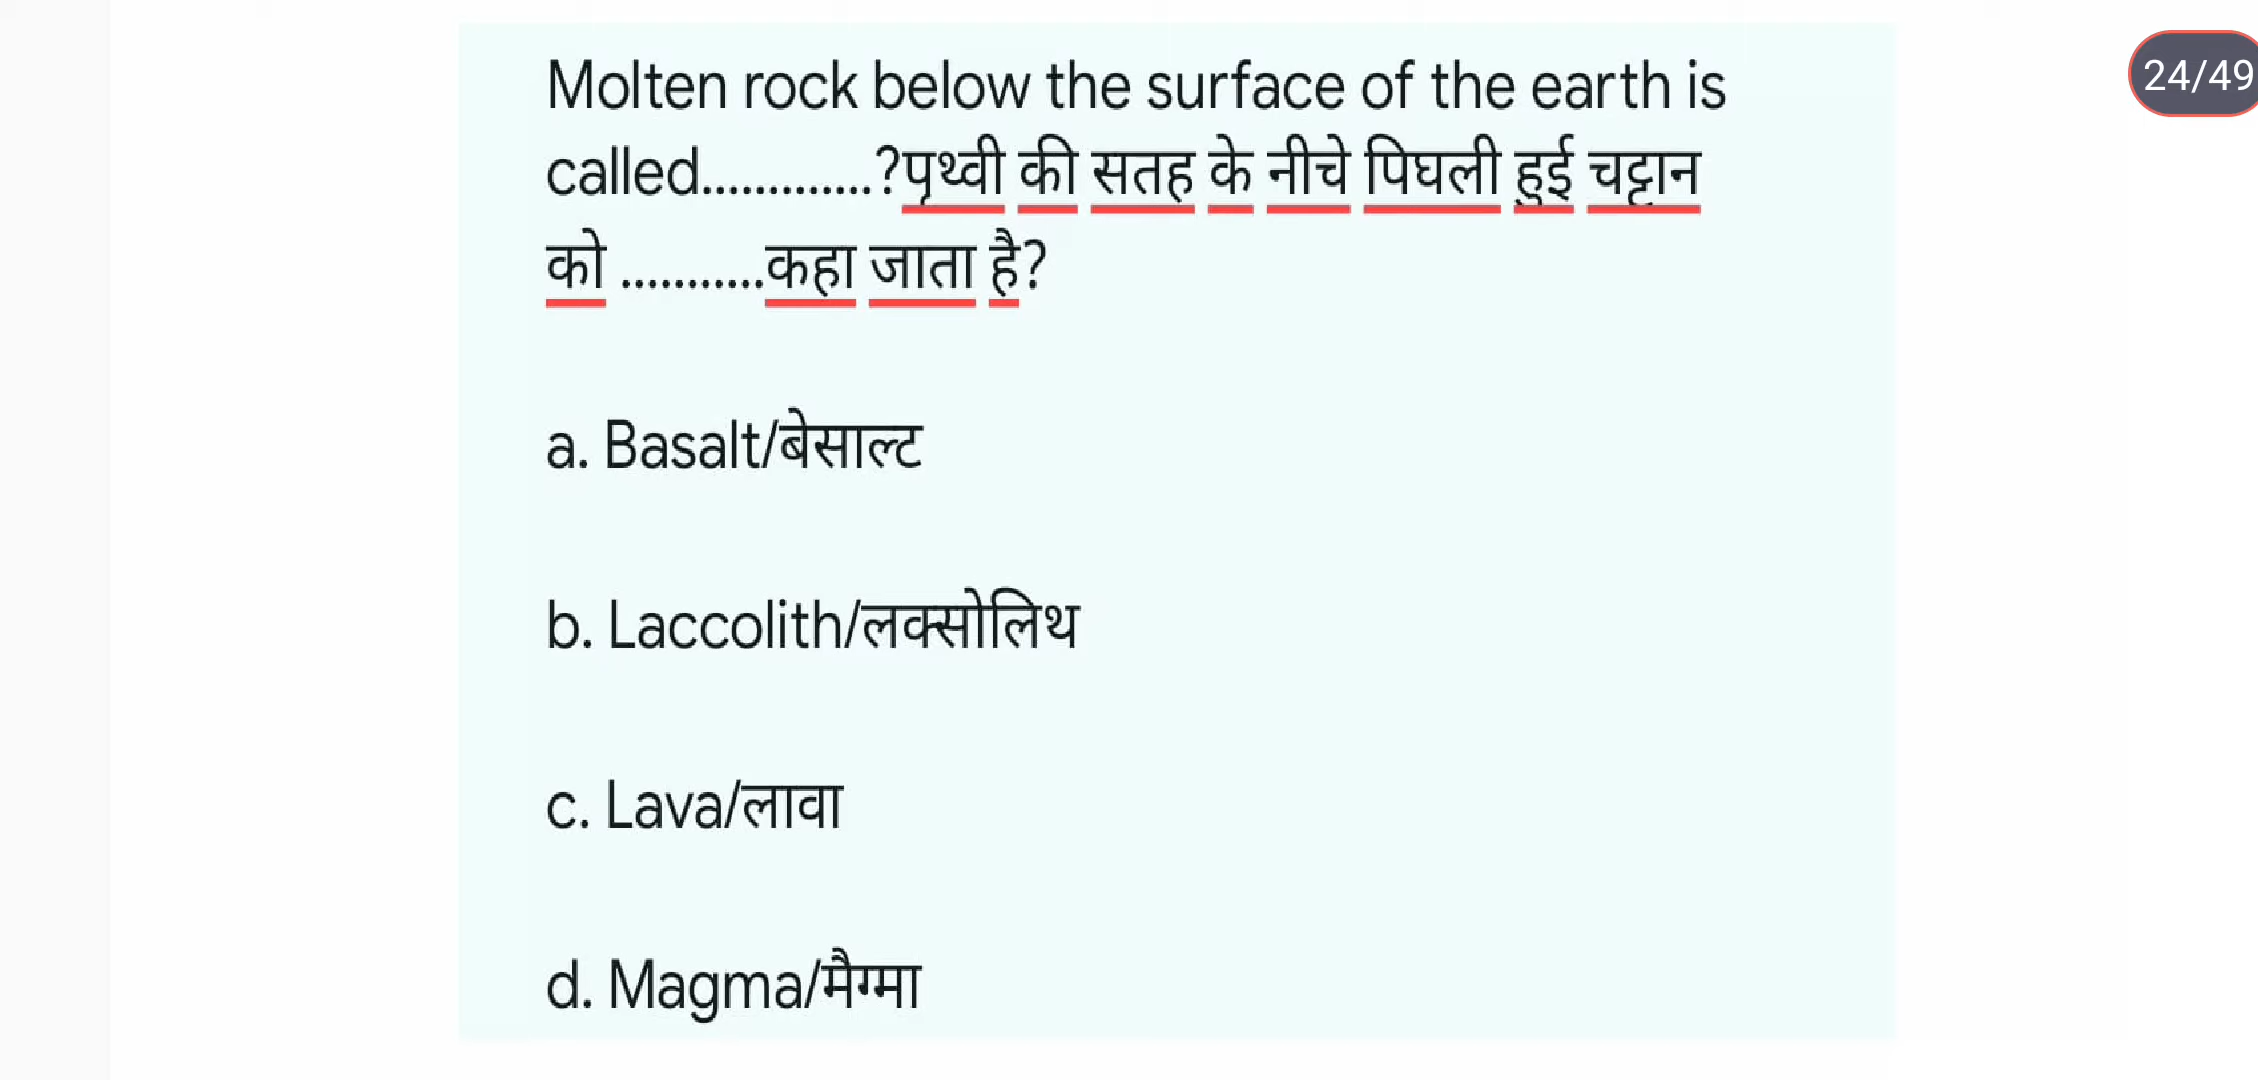 24/49
Molten rock below the surface of the earth is
called.............?पृथ्वी की सतह के नीचे पिघली हुई चट्टान
को ...........कहा जाता है?
a. Basalt/बेसाल्ट
b. Laccolith/लक्सोलिथ
c. Lava/लावा
d. Magma/मैग्मा